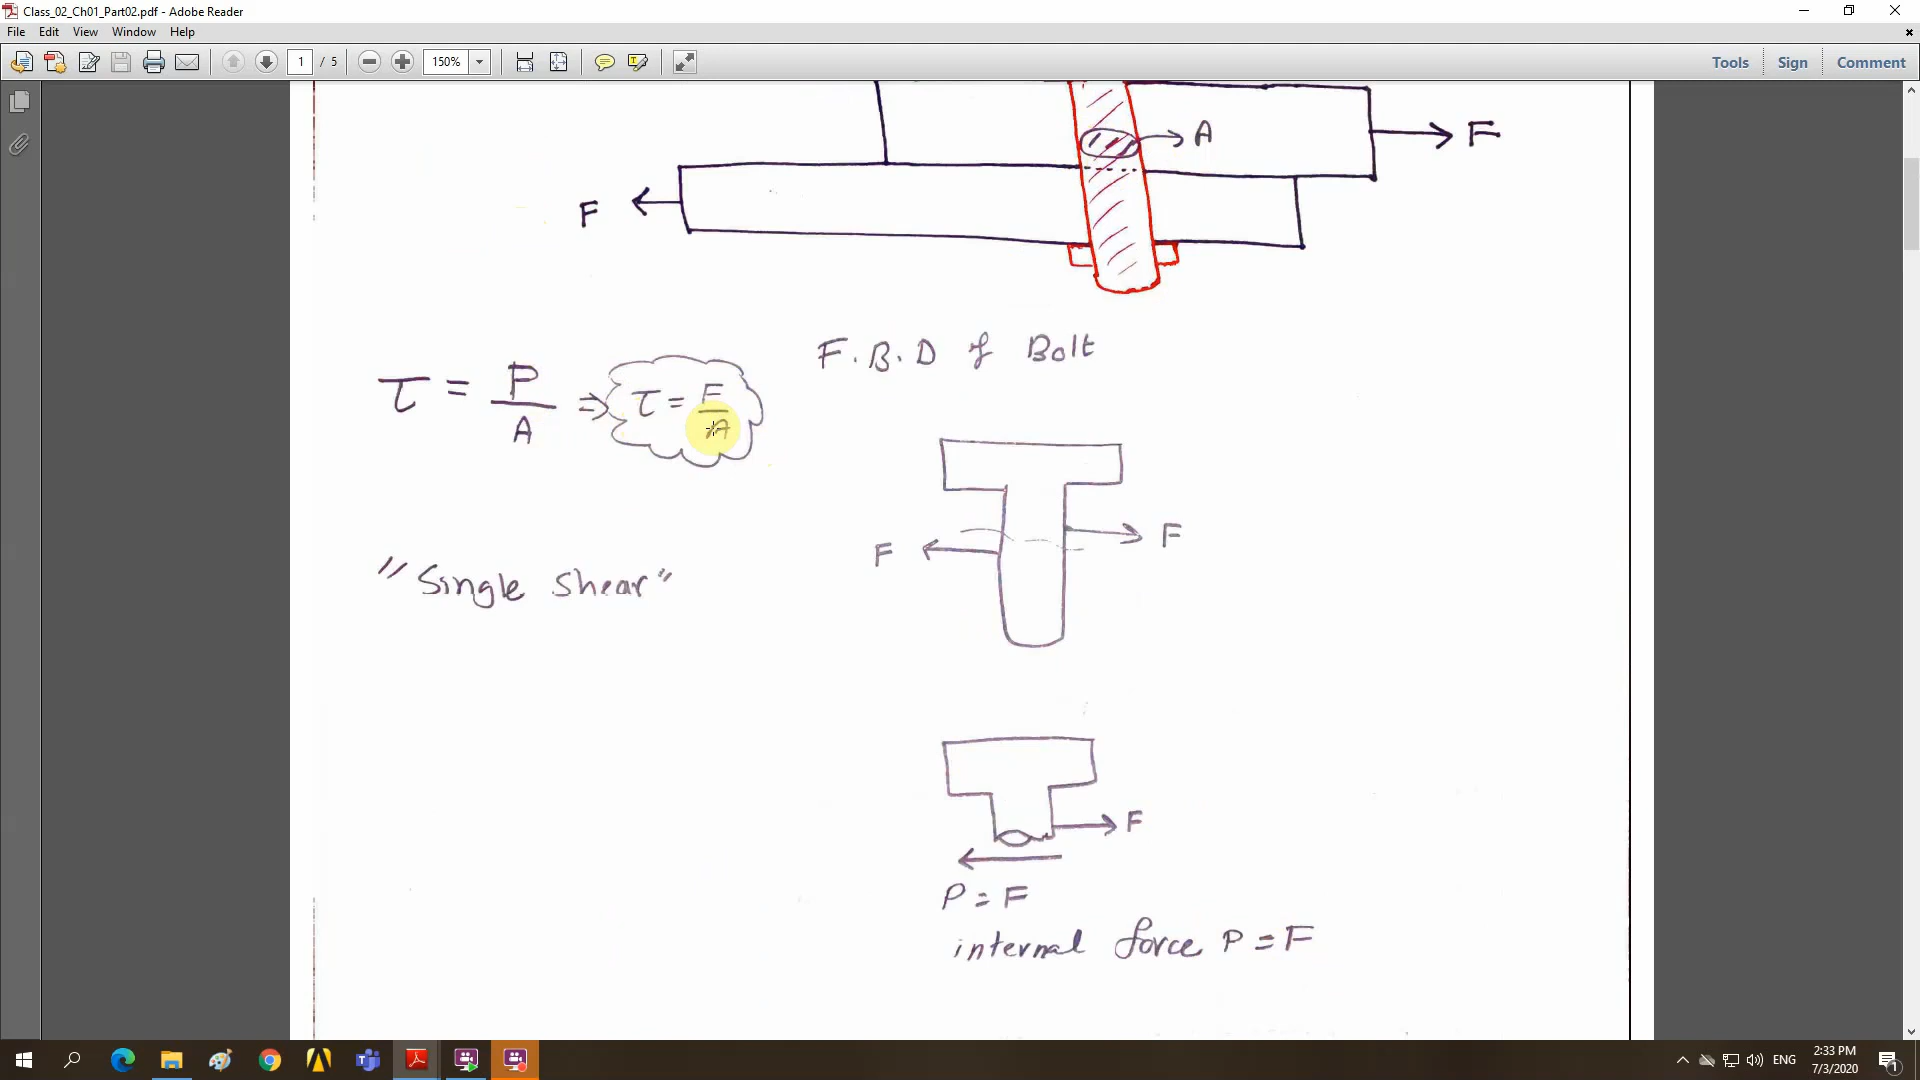 Class_02_Ch01_Part02.pdf - Adobe Reader
File Edit View Window Help
1 / 5 150% Tools Sign Comment
A
F
F
F.B.D of Bolt
τ = P/A ⇒ τ = F/A
F F
"Single Shear"
F
P = F
internal force P = F
ENG
2:33 PM
7/3/2020
1